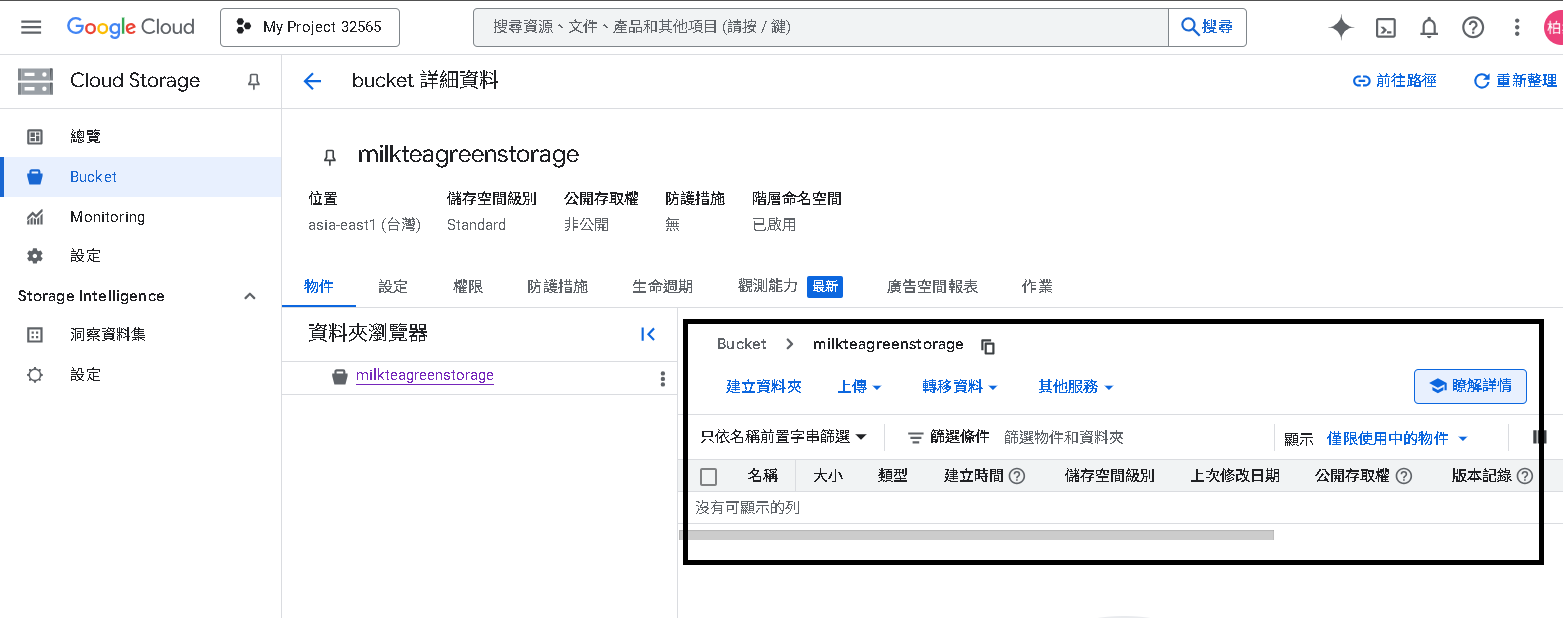 Google Cloud
My Project 32565
搜尋資源、文件、產品和其他項目 (請按 / 鍵)
搜尋
柏
Cloud Storage
bucket 詳細資料
前往路徑
重新整理
總覽
Bucket
Monitoring
設定
Storage Intelligence
洞察資料集
設定
milkteagreenstorage
位置 儲存空間級別 公開存取權 防護措施 階層命名空間
asia-east1 (台灣) Standard 非公開 無 已啟用
物件 設定 權限 防護措施 生命週期 觀測能力 最新 廣告空間報表 作業
資料夾瀏覽器
milkteagreenstorage
Bucket milkteagreenstorage
建立資料夾 上傳 轉移資料 其他服務 瞭解詳情
只依名稱前置字串篩選 篩選條件 篩選物件和資料夾 顯示 僅限使用中的物件
名稱 大小 類型 建立時間 儲存空間級別 上次修改日期 公開存取權 版本記錄
沒有可顯示的列